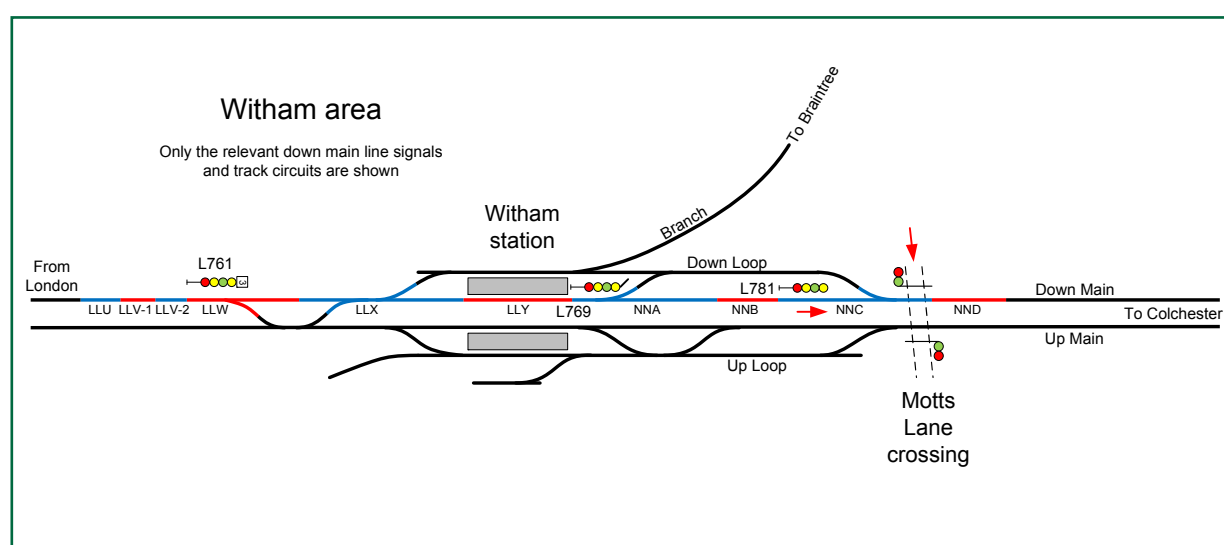 Witham area
Only the relevant down main line signals
and track circuits are shown
To Braintree
Branch
Witham
station
From
London
L761
3
Down Loop
L781
Down Main
LLU
LLV-1
LLV-2
LLW
LLX
LLY
L769
NNA
NNB
NNC
NND
To Colchester
Up Main
Up Loop
Motts
Lane
crossing